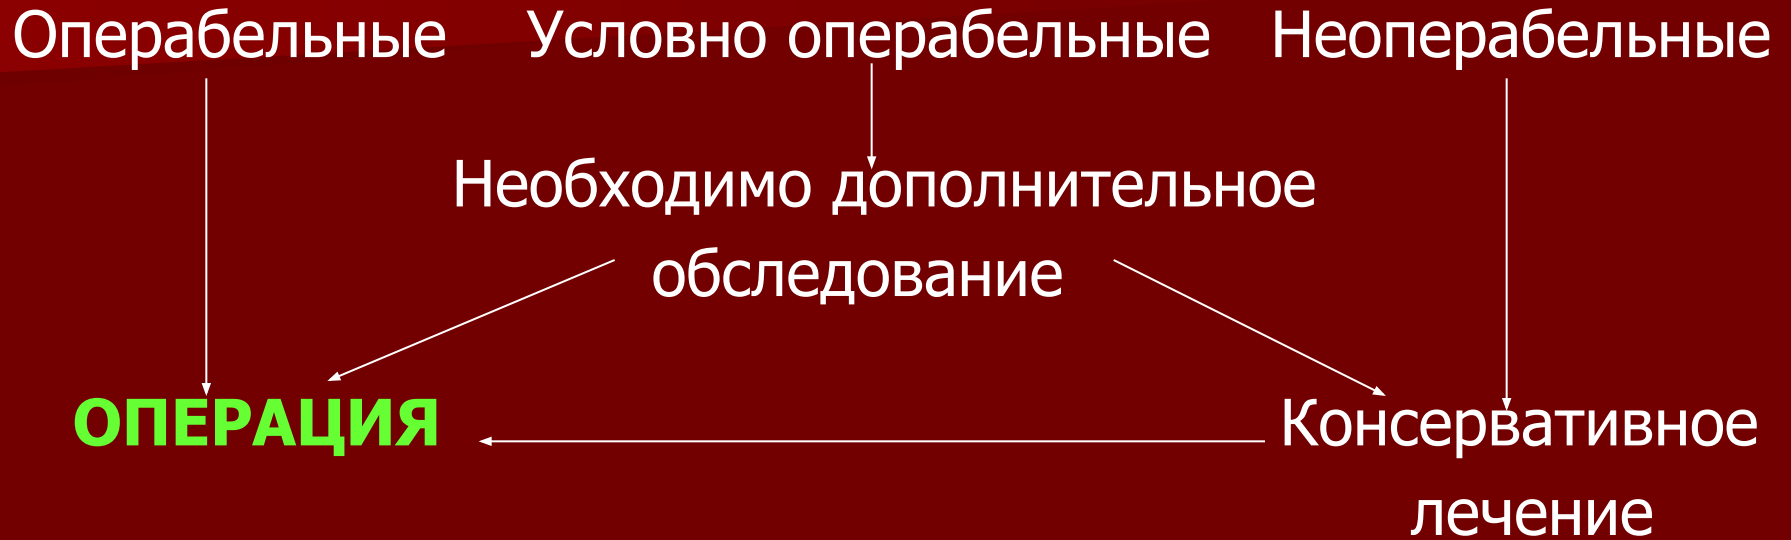 Операбельные Условно операбельные Неоперабельные
Необходимо дополнительное
обследование
ОПЕРАЦИЯ Консервативное
лечение